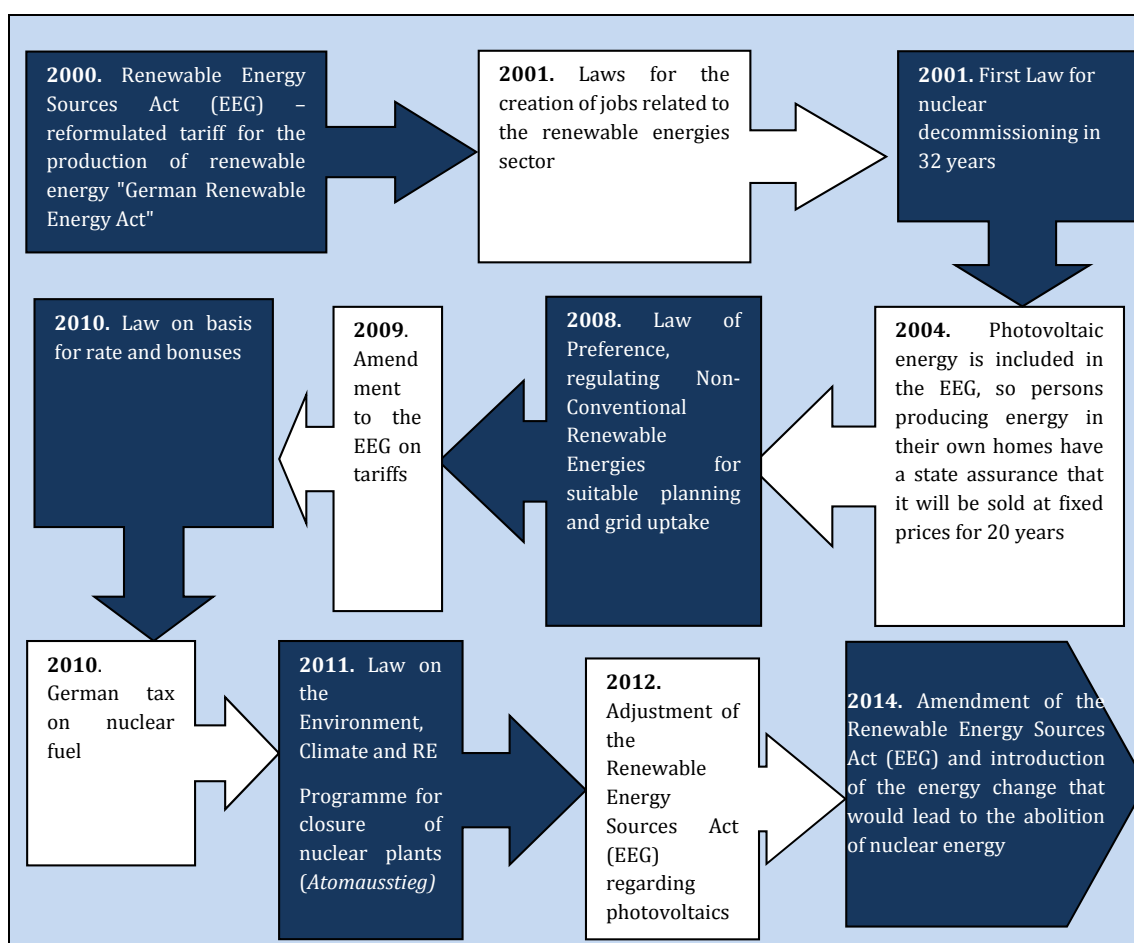 2000. Renewable Energy
Sources Act (EEG) –
reformulated tariff for the
production of renewable
energy "German Renewable
Energy Act"
2001. Laws for the
creation of jobs related to
the renewable energies
sector
2001. First Law for
nuclear
decommissioning in
32 years
2004. Photovoltaic
energy is included in
the EEG, so persons
producing energy in
their own homes have
a state assurance that
it will be sold at fixed
prices for 20 years
2008. Law of
Preference,
regulating Non-
Conventional
Renewable
Energies for
suitable planning
and grid uptake
2009.
Amend
ment
to the
EEG on
tariffs
2010. Law on basis
for rate and bonuses
2010.
German tax
on nuclear
fuel
2011. Law on
the
Environment,
Climate and RE
Programme for
closure of
nuclear plants
(Atomausstieg)
2012.
Adjustment of
the
Renewable
Energy
Sources Act
(EEG)
regarding
photovoltaics
2014. Amendment of the
Renewable Energy Sources
Act (EEG) and introduction
of the energy change that
would lead to the abolition
of nuclear energy